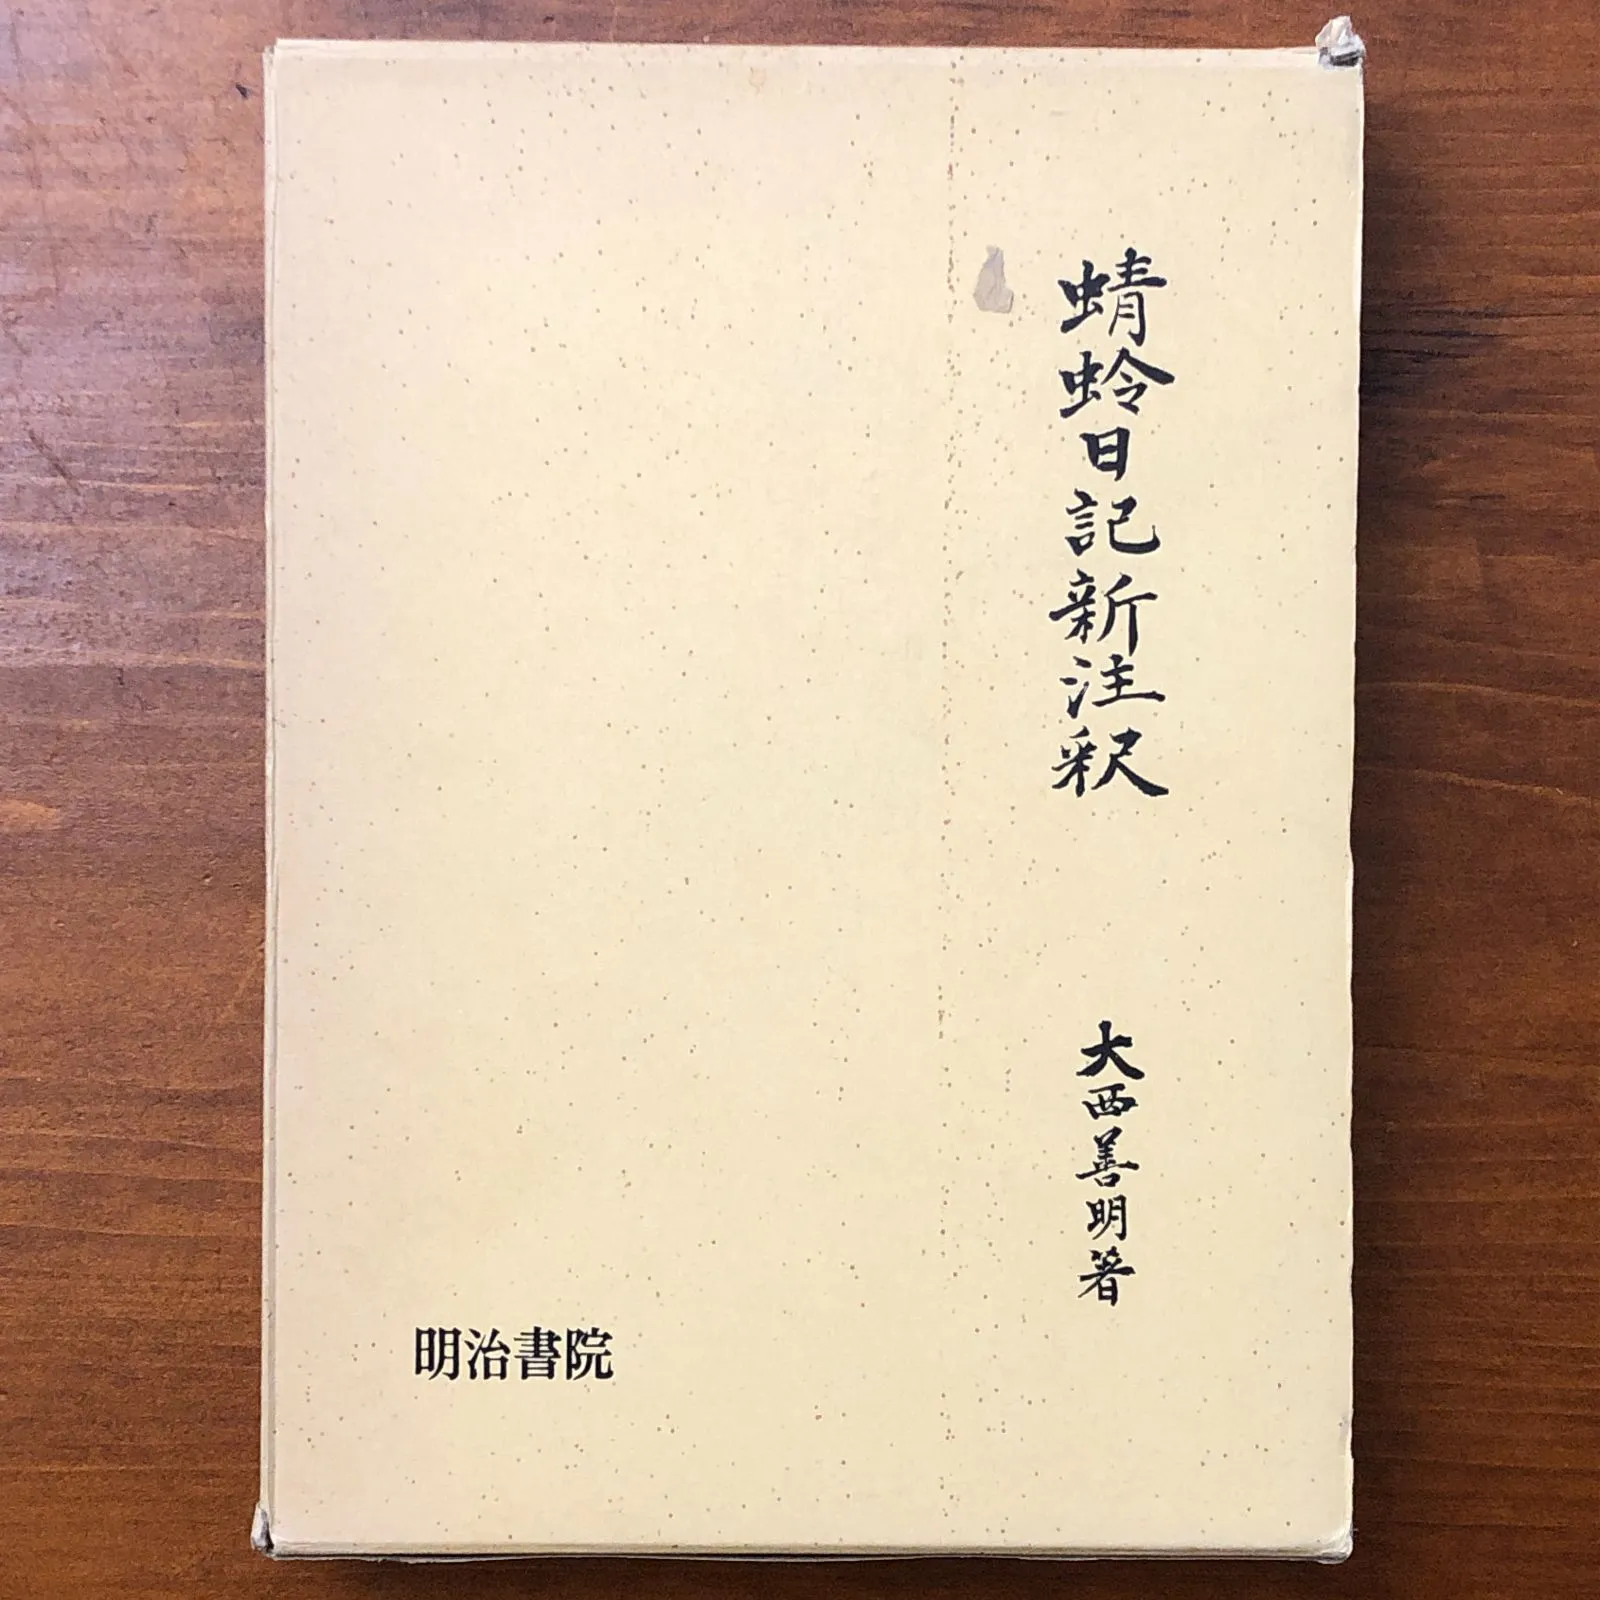 蜻蛉日記新注釈
大西善明著
明治書院